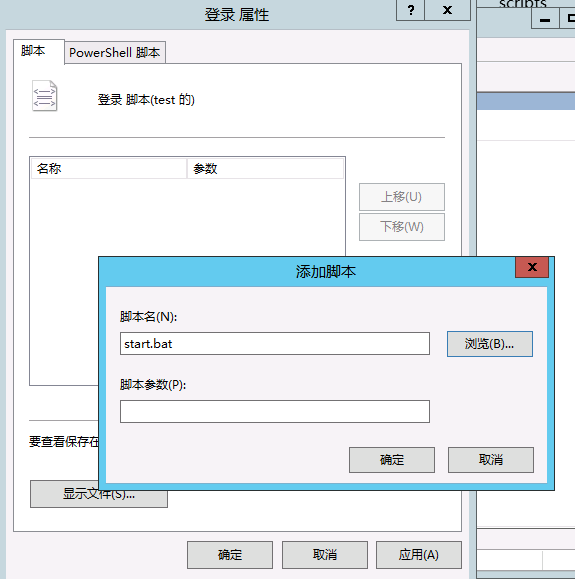 scripts
登录 属性
?
x
脚本
PowerShell 脚本
登录 脚本(test 的)
名称
参数
上移(U)
下移(W)
添加脚本
x
脚本名(N):
start.bat
浏览(B)...
脚本参数(P):
确定
取消
要查看保存在
显示文件(S)...
确定
取消
应用(A)